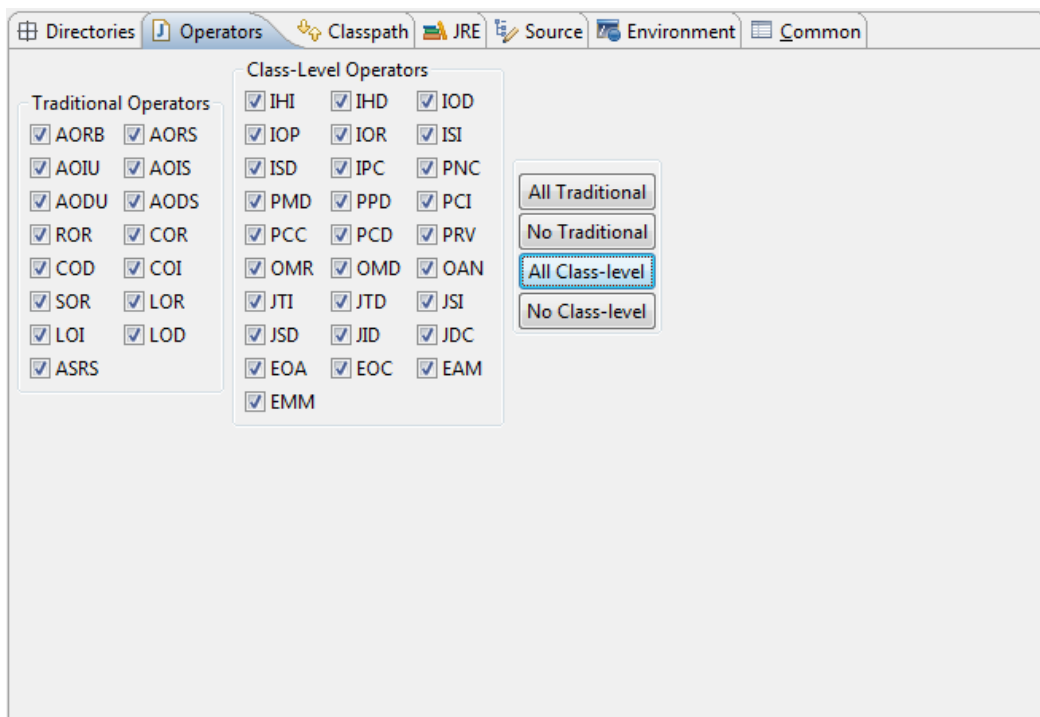 Directories Operators Classpath JRE Source Environment Common
Traditional Operators
AORB AORS
AOIU AOIS
AODU AODS
ROR COR
COD COI
SOR LOR
LOI LOD
ASRS
Class-Level Operators
IHI IHD IOD
IOP IOR ISI
ISD IPC PNC
PMD PPD PCI
PCC PCD PRV
OMR OMD OAN
JTI JTD JSI
JSD JID JDC
EOA EOC EAM
EMM
All Traditional
No Traditional
All Class-level
No Class-level